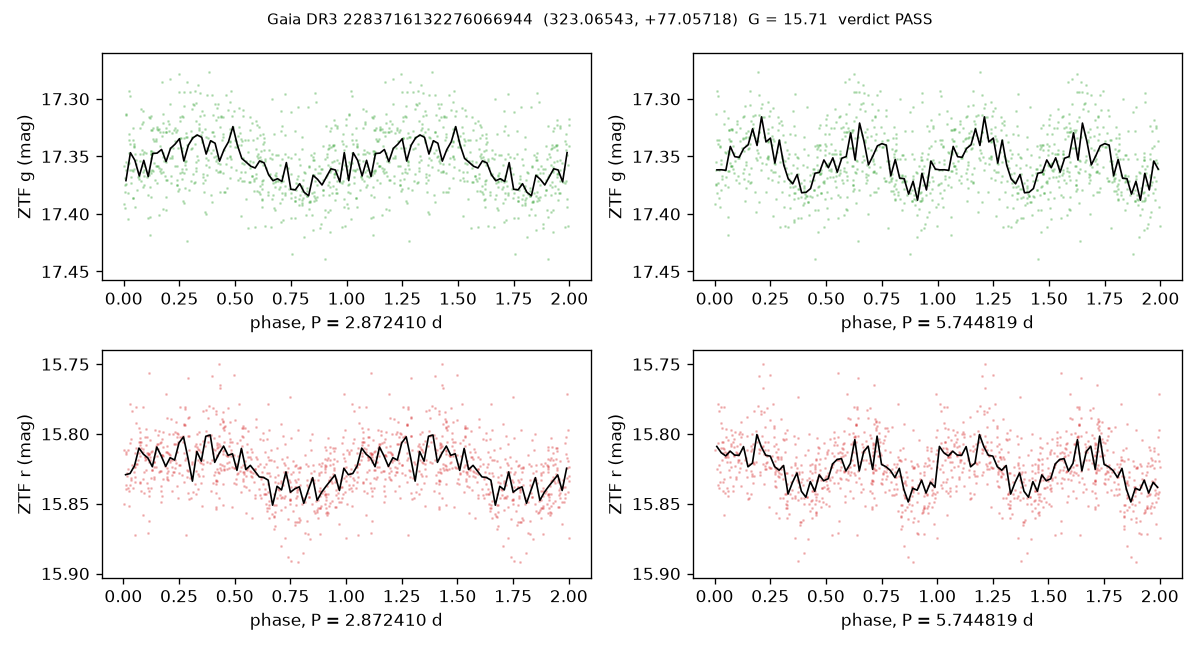 Gaia DR3 2283716132276066944 (323.06543, +77.05718) G = 15.71 verdict PASS
ZTF g (mag)
17.30
17.35
17.40
17.45
0.00 0.25 0.50 0.75 1.00 1.25 1.50 1.75 2.00
phase, P = 2.872410 d
ZTF g (mag)
17.30
17.35
17.40
17.45
0.00 0.25 0.50 0.75 1.00 1.25 1.50 1.75 2.00
phase, P = 5.744819 d
ZTF r (mag)
15.75
15.80
15.85
15.90
0.00 0.25 0.50 0.75 1.00 1.25 1.50 1.75 2.00
phase, P = 2.872410 d
ZTF r (mag)
15.75
15.80
15.85
15.90
0.00 0.25 0.50 0.75 1.00 1.25 1.50 1.75 2.00
phase, P = 5.744819 d